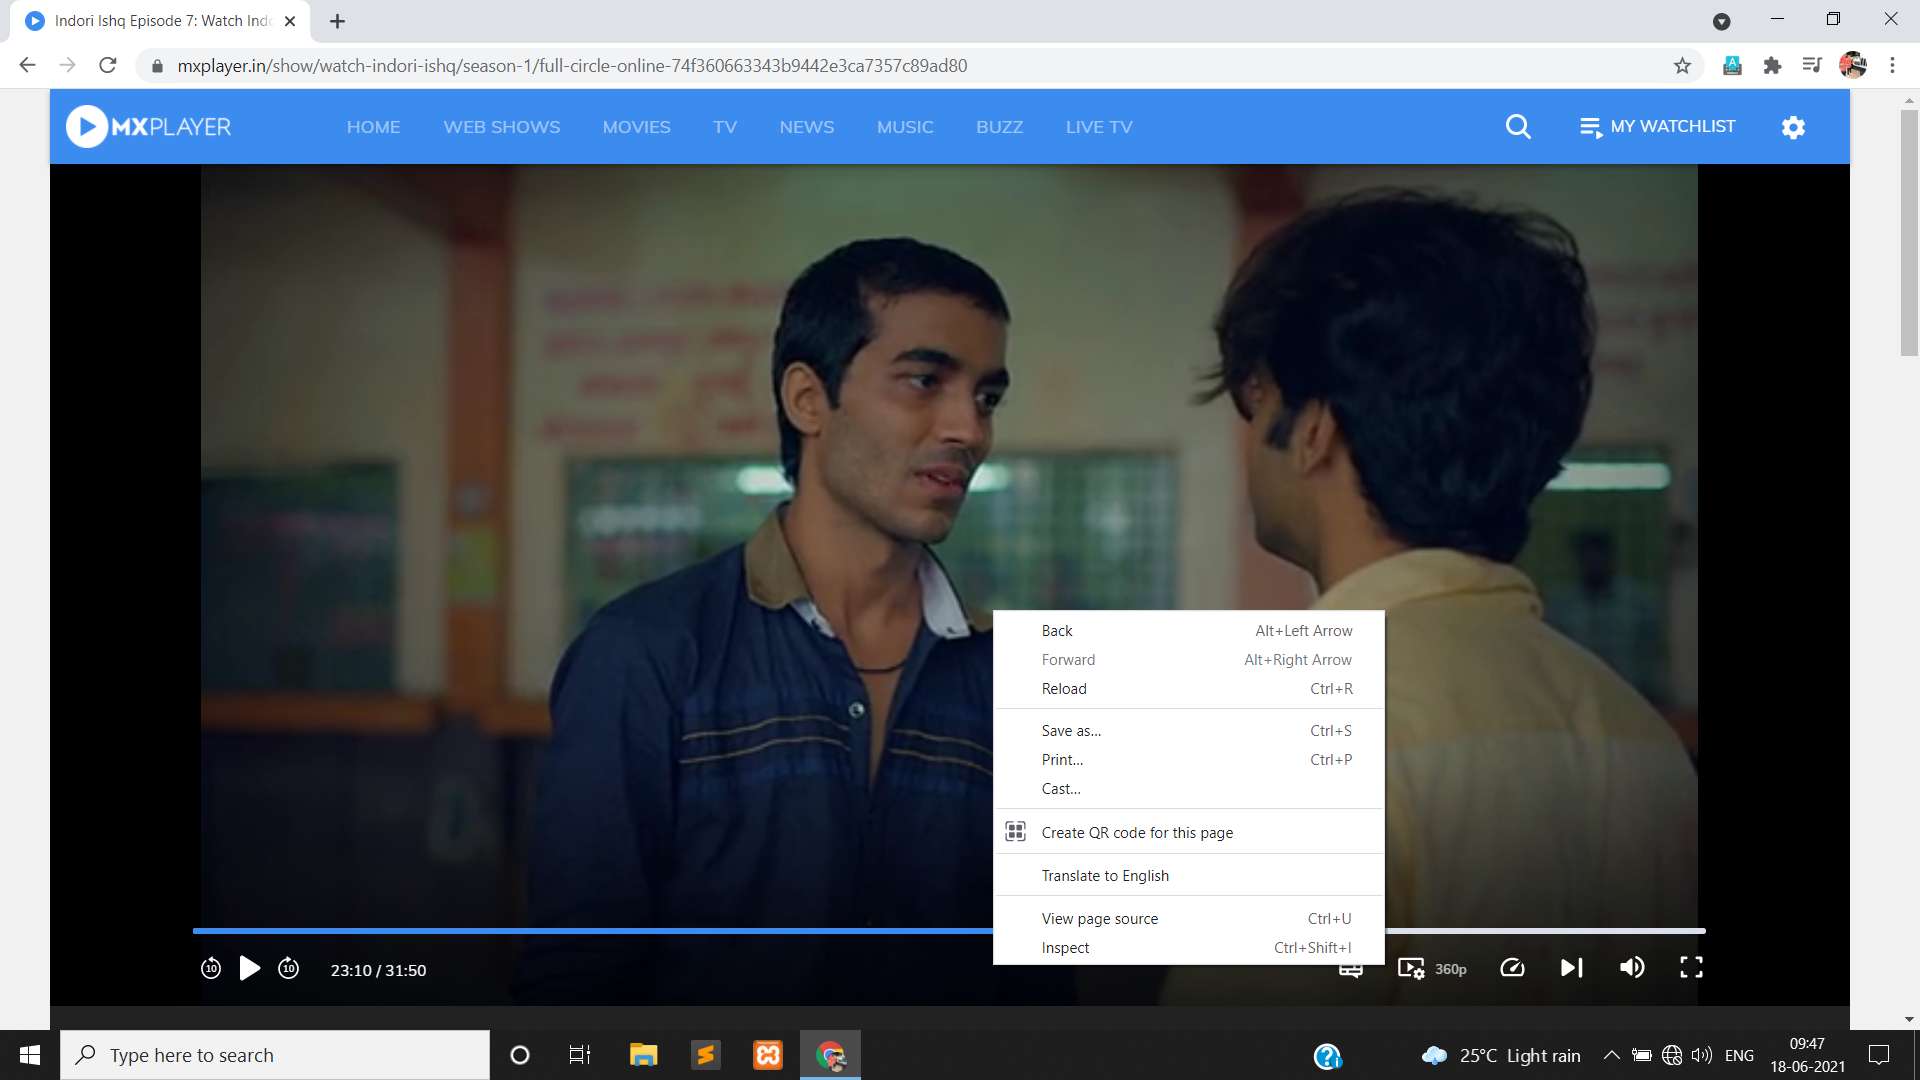 Indori Ishq Episode 7: Watch Indo
mxplayer.in/show/watch-indori-ishq/season-1/full-circle-online-74f360663343b9442e3ca7357c89ad80
MXPLAYER HOME WEB SHOWS MOVIES TV NEWS MUSIC BUZZ LIVE TV MY WATCHLIST
Back Alt+Left Arrow
Forward Alt+Right Arrow
Reload Ctrl+R
Save as... Ctrl+S
Print... Ctrl+P
Cast...
Create QR code for this page
Translate to English
View page source Ctrl+U
Inspect Ctrl+Shift+I
10 10 23:10 / 31:50 360p
Type here to search 25°C Light rain ENG 09:47
18-06-2021